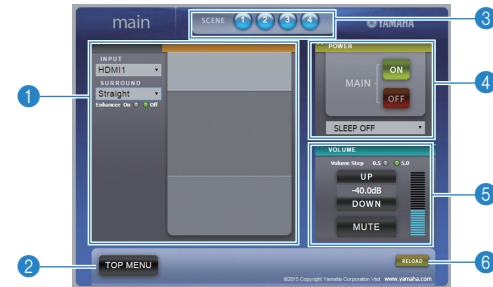 main
SCENE 1 2 3 4
YAMAHA
3
1
INPUT
HDMI1
SURROUND
Straight
Enhancer On Off
POWER
MAIN
ON
OFF
SLEEP OFF
4
VOLUME
Volume Step 0.5 5.0
UP
-40.0dB
DOWN
MUTE
5
2
TOP MENU
RELOAD
6
©2015 Copyright Yamaha Corporation Visit www.yamaha.com